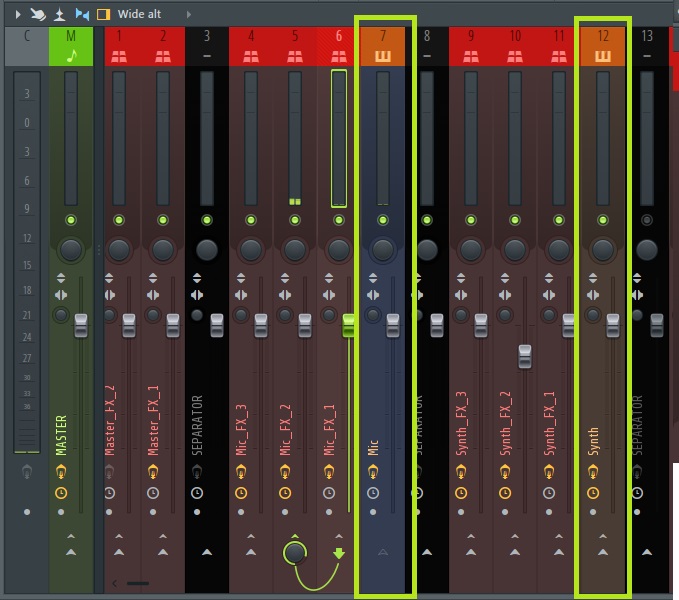 Wide alt
C M 1 2 3 4 5 6 7 8 9 10 11 12 13
3
0
3
6
9
12
15
18
21
24
27
30
33
36
MASTER
Master_FX_2
Master_FX_1
SEPARATOR
Mic_FX_3
Mic_FX_2
Mic_FX_1
Mic
SEPARATOR
Synth_FX_3
Synth_FX_2
Synth_FX_1
Synth
SEPARATOR